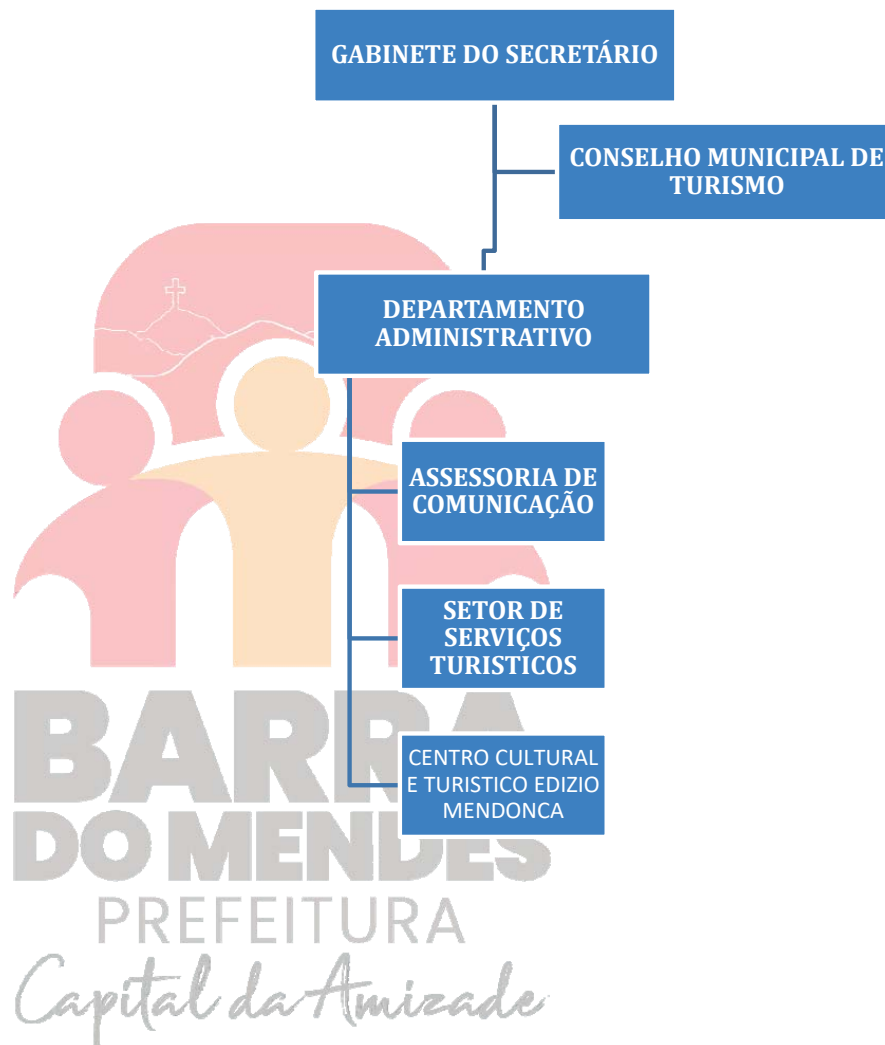 GABINETE DO SECRETÁRIO
CONSELHO MUNICIPAL DE
TURISMO
DEPARTAMENTO
ADMINISTRATIVO
ASSESSORIA DE
COMUNICAÇÃO
SETOR DE
SERVIÇOS
TURISTICOS
CENTRO CULTURAL
E TURISTICO EDIZIO
MENDONCA
BARRA
DO MENDES
PREFEITURA
Capital da Amizade